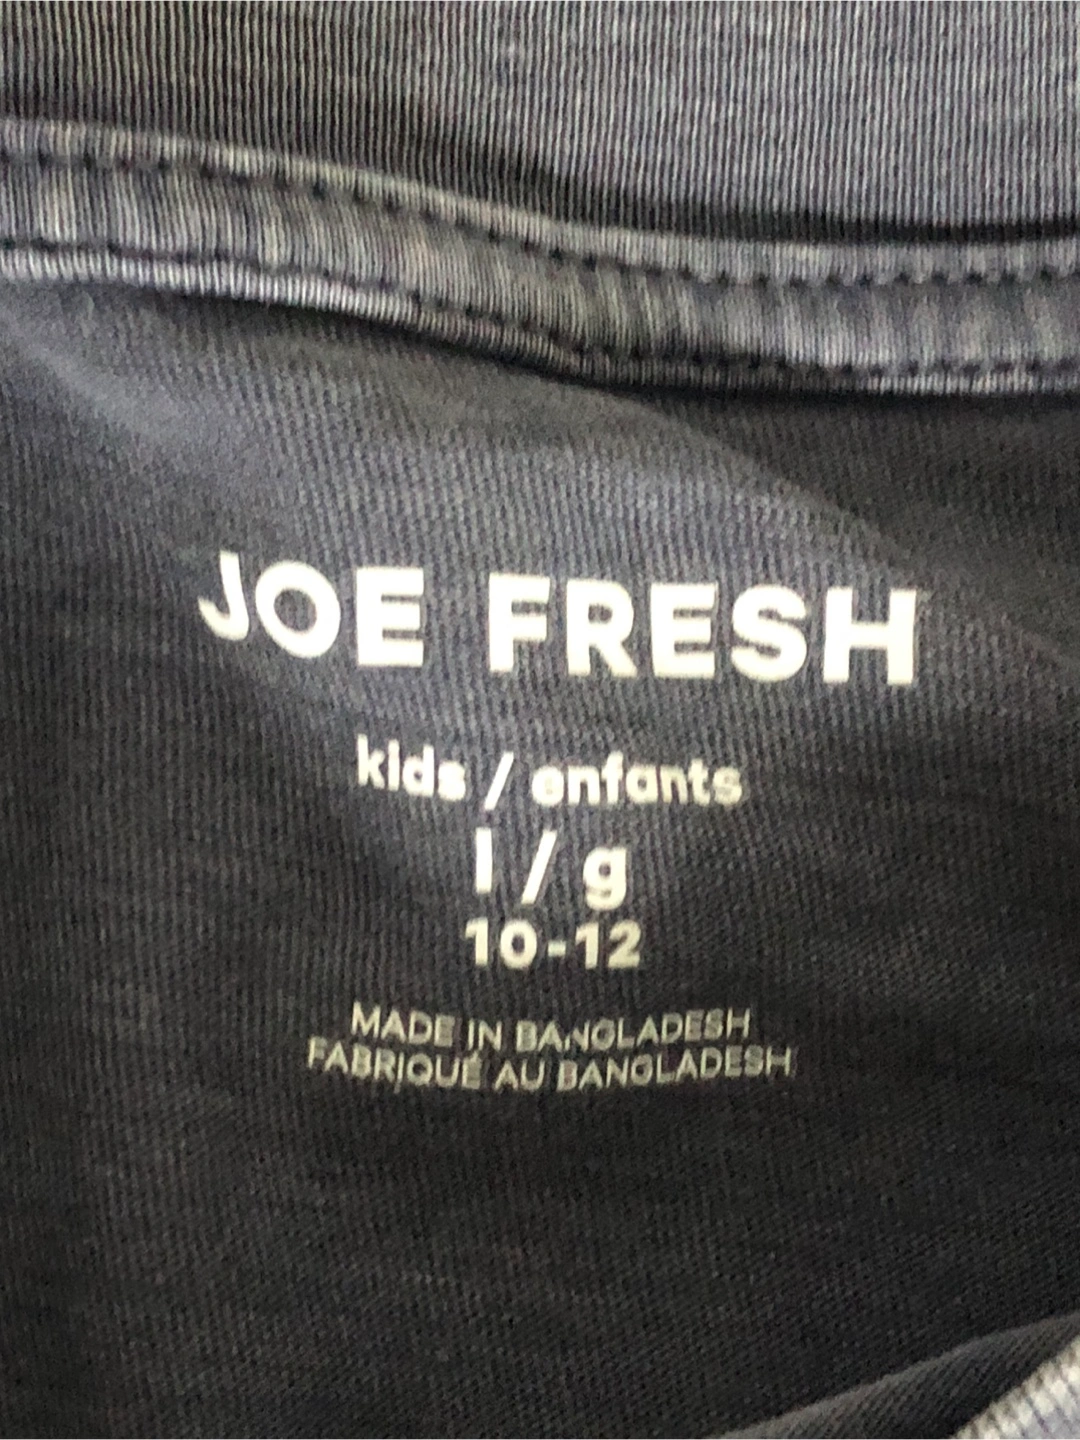 JOE FRESH
kids / enfants
l / g
10-12
MADE IN BANGLADESH
FABRIQUÉ AU BANGLADESH